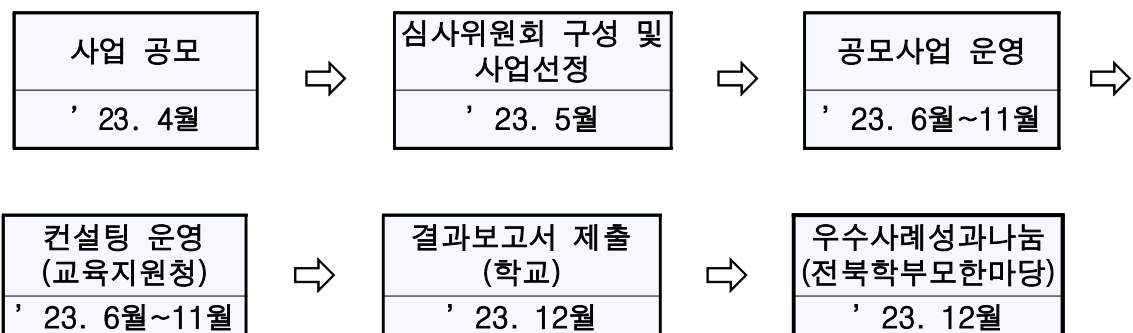 사업 공모
' 23. 4월
심사위원회 구성 및
사업선정
' 23. 5월
공모사업 운영
' 23. 6월~11월
컨설팅 운영
(교육지원청)
' 23. 6월~11월
결과보고서 제출
(학교)
' 23. 12월
우수사례성과나눔
(전북학부모한마당)
' 23. 12월